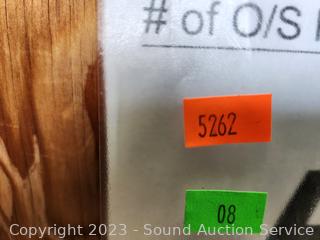 # of O/S
5262
08
Copyright 2023 - Sound Auction Service